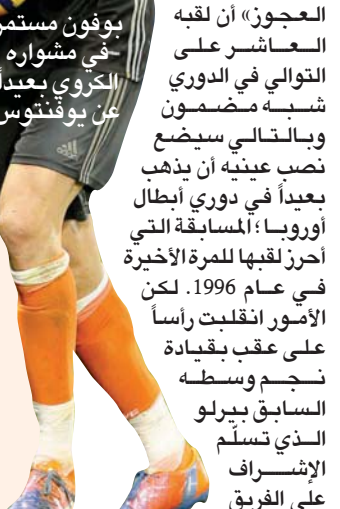 بوفون مستمر
في مشواره
الكروي بعيداً
عن يوفنتوس
العجوز» أن لقبه
العاشر على
التوالي في الدوري
شبه مضمون
وبالتالي سيضع
نصب عينيه أن يذهب
بعيداً في دوري أبطال
أوروبا؛ المسابقة التي
أحرز لقبها للمرة الأخيرة
في عام 1996. لكن
الأمور انقلبت رأساً
على عقب بقيادة
نجم وسطه
السابق بيرلو
الذي تسلّم
الإشراف
على الفريق